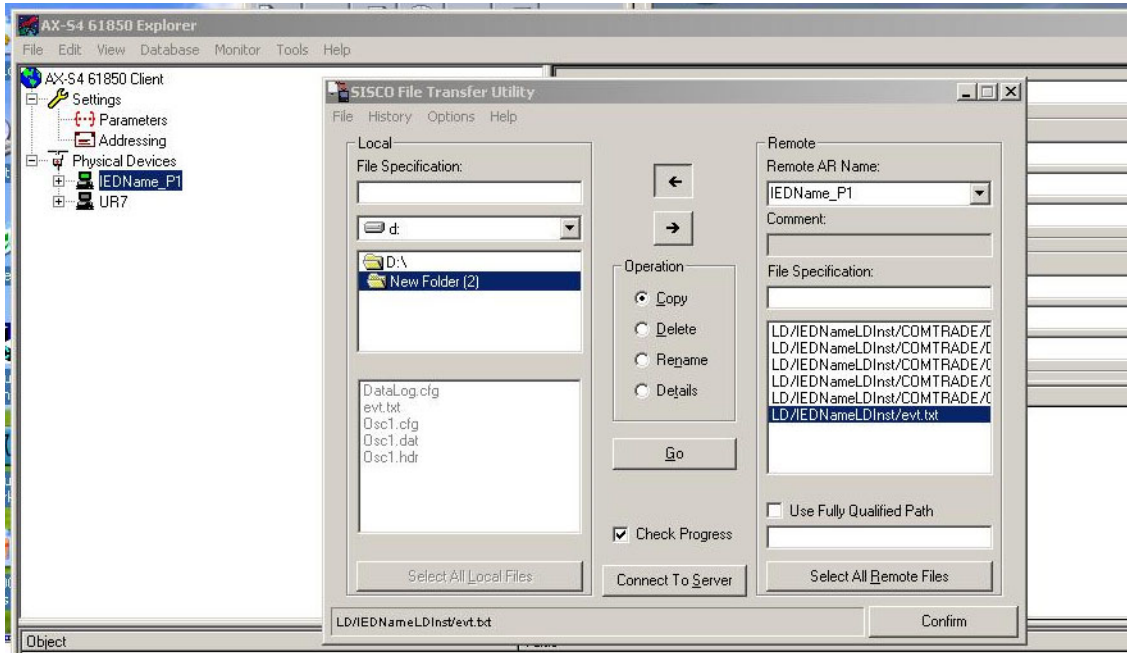 AX-S4 61850 Explorer
File Edit View Database Monitor Tools Help
AX-S4 61850 Client
Settings
Parameters
Addressing
Physical Devices
IEDName_P1
UR7
SISCO File Transfer Utility
File History Options Help
Local
File Specification:
d:
D:\
New Folder (2)
DataLog.cfg
evt.txt
Osc1.cfg
Osc1.dat
Osc1.hdr
Select All Local Files
Operation
Copy
Delete
Rename
Details
Go
Check Progress
Connect To Server
Remote
Remote AR Name:
IEDName_P1
Comment:
File Specification:
LD/IEDNameLDInst/COMTRADE/
LD/IEDNameLDInst/COMTRADE/
LD/IEDNameLDInst/COMTRADE/
LD/IEDNameLDInst/COMTRADE/
LD/IEDNameLDInst/COMTRADE/
LD/IEDNameLDInst/evt.txt
Use Fully Qualified Path
Select All Remote Files
LD/IEDNameLDInst/evt.txt
Confirm
Object